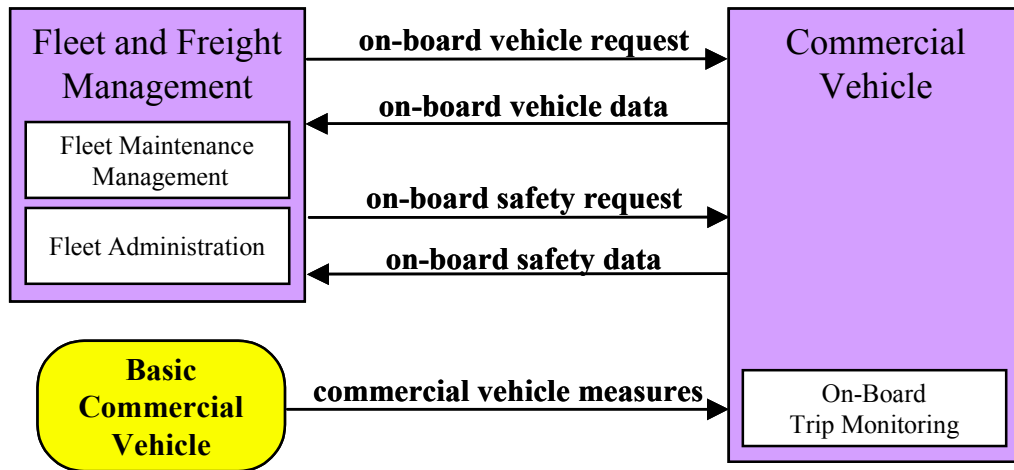 Fleet and Freight
Management
Fleet Maintenance
Management
Fleet Administration
on-board vehicle request
on-board vehicle data
on-board safety request
on-board safety data
Commercial
Vehicle
Basic
Commercial
Vehicle
commercial vehicle measures
On-Board
Trip Monitoring